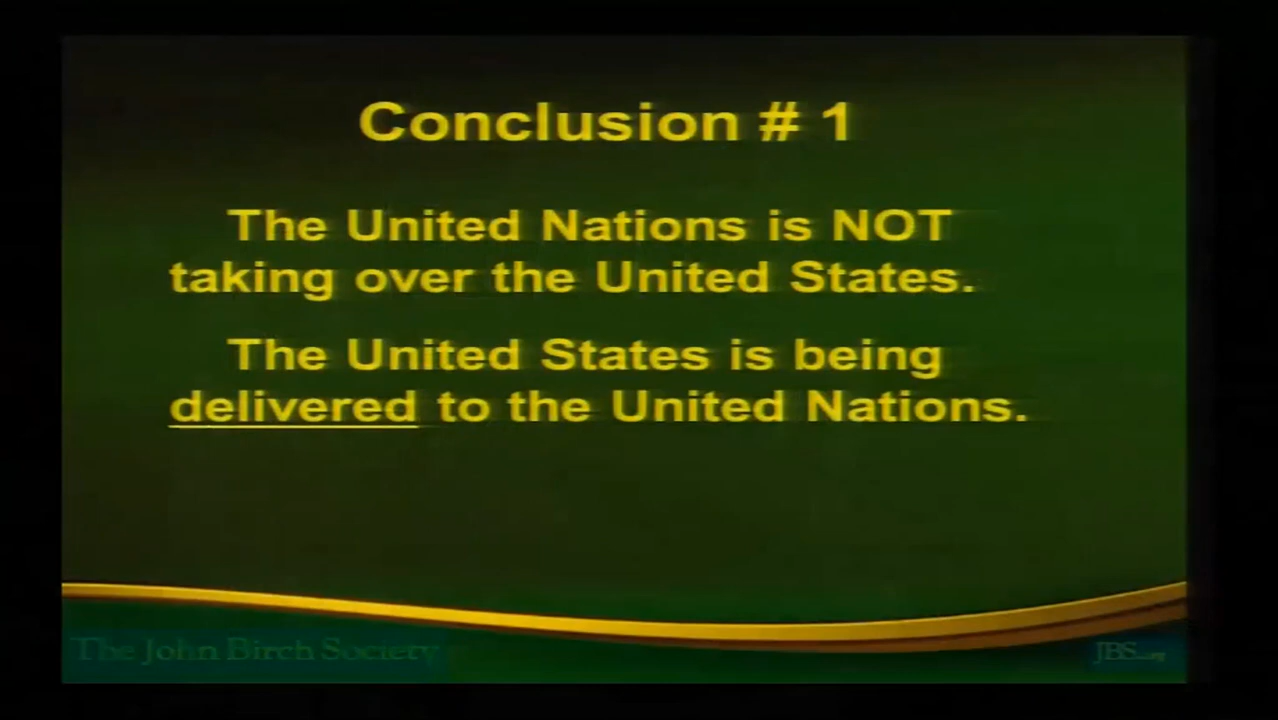 Conclusion # 1
The United Nations is NOT
taking over the United States.
The United States is being
delivered to the United Nations.
The John Birch Society
JBS.org